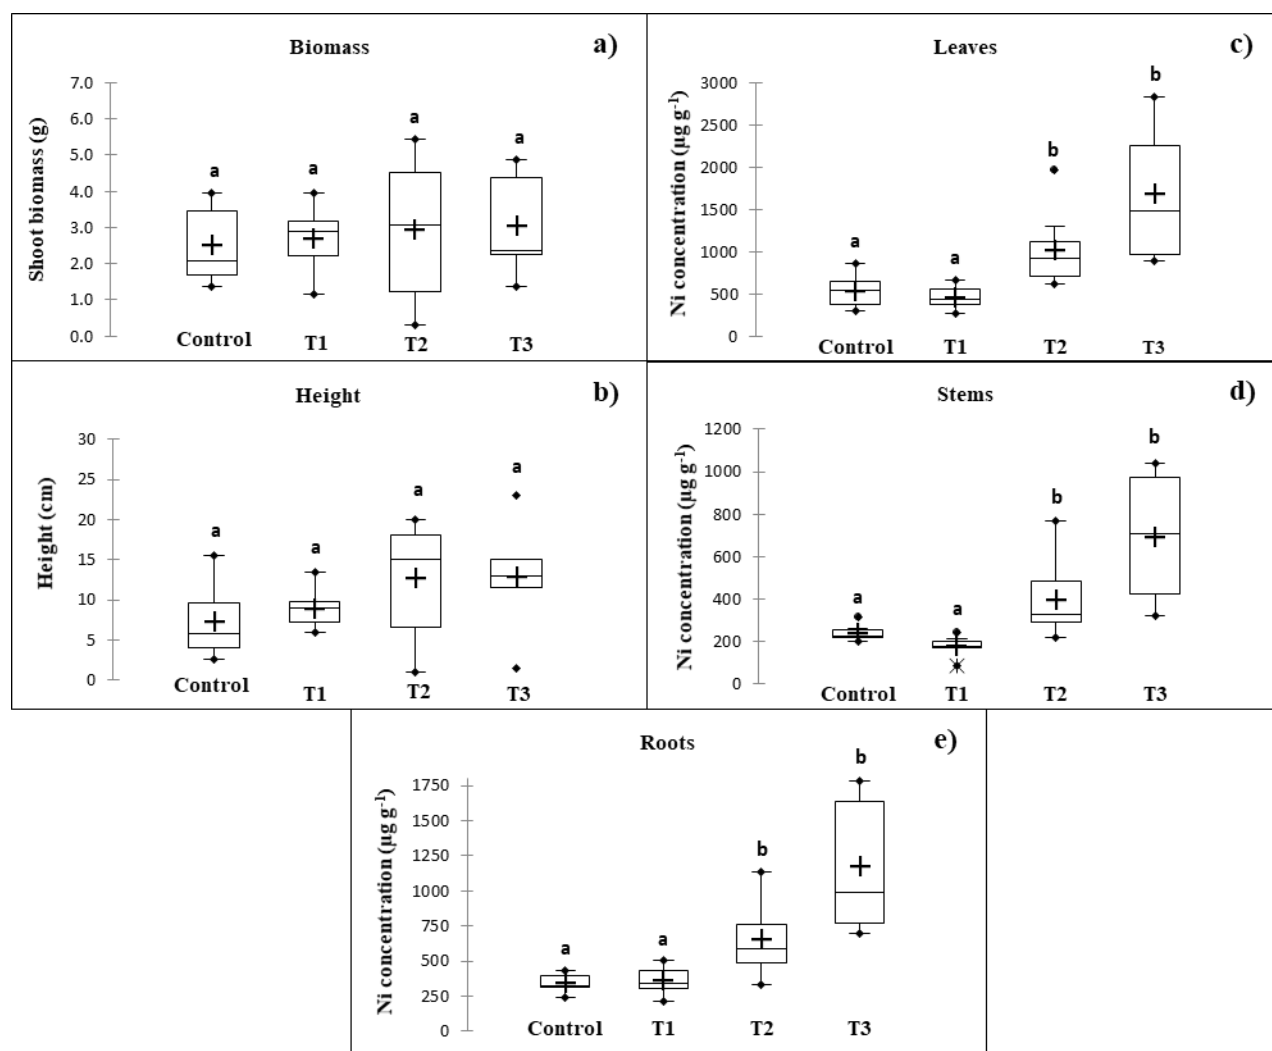 Biomass
a)
Shoot biomass (g)
7.0
6.0
5.0
4.0
3.0
2.0
1.0
0.0
a
a
a
a
Control
T1
T2
T3
Leaves
c)
Ni concentration (µg g-1)
3000
2500
2000
1500
1000
500
0
a
a
b
b
Control
T1
T2
T3
Height
b)
Height (cm)
30
25
20
15
10
5
0
a
a
a
a
Control
T1
T2
T3
Stems
d)
Ni concentration (µg g-1)
1200
1000
800
600
400
200
0
a
a
b
b
Control
T1
T2
T3
Roots
e)
Ni concentration (µg g-1)
1750
1500
1250
1000
750
500
250
0
a
a
b
b
Control
T1
T2
T3